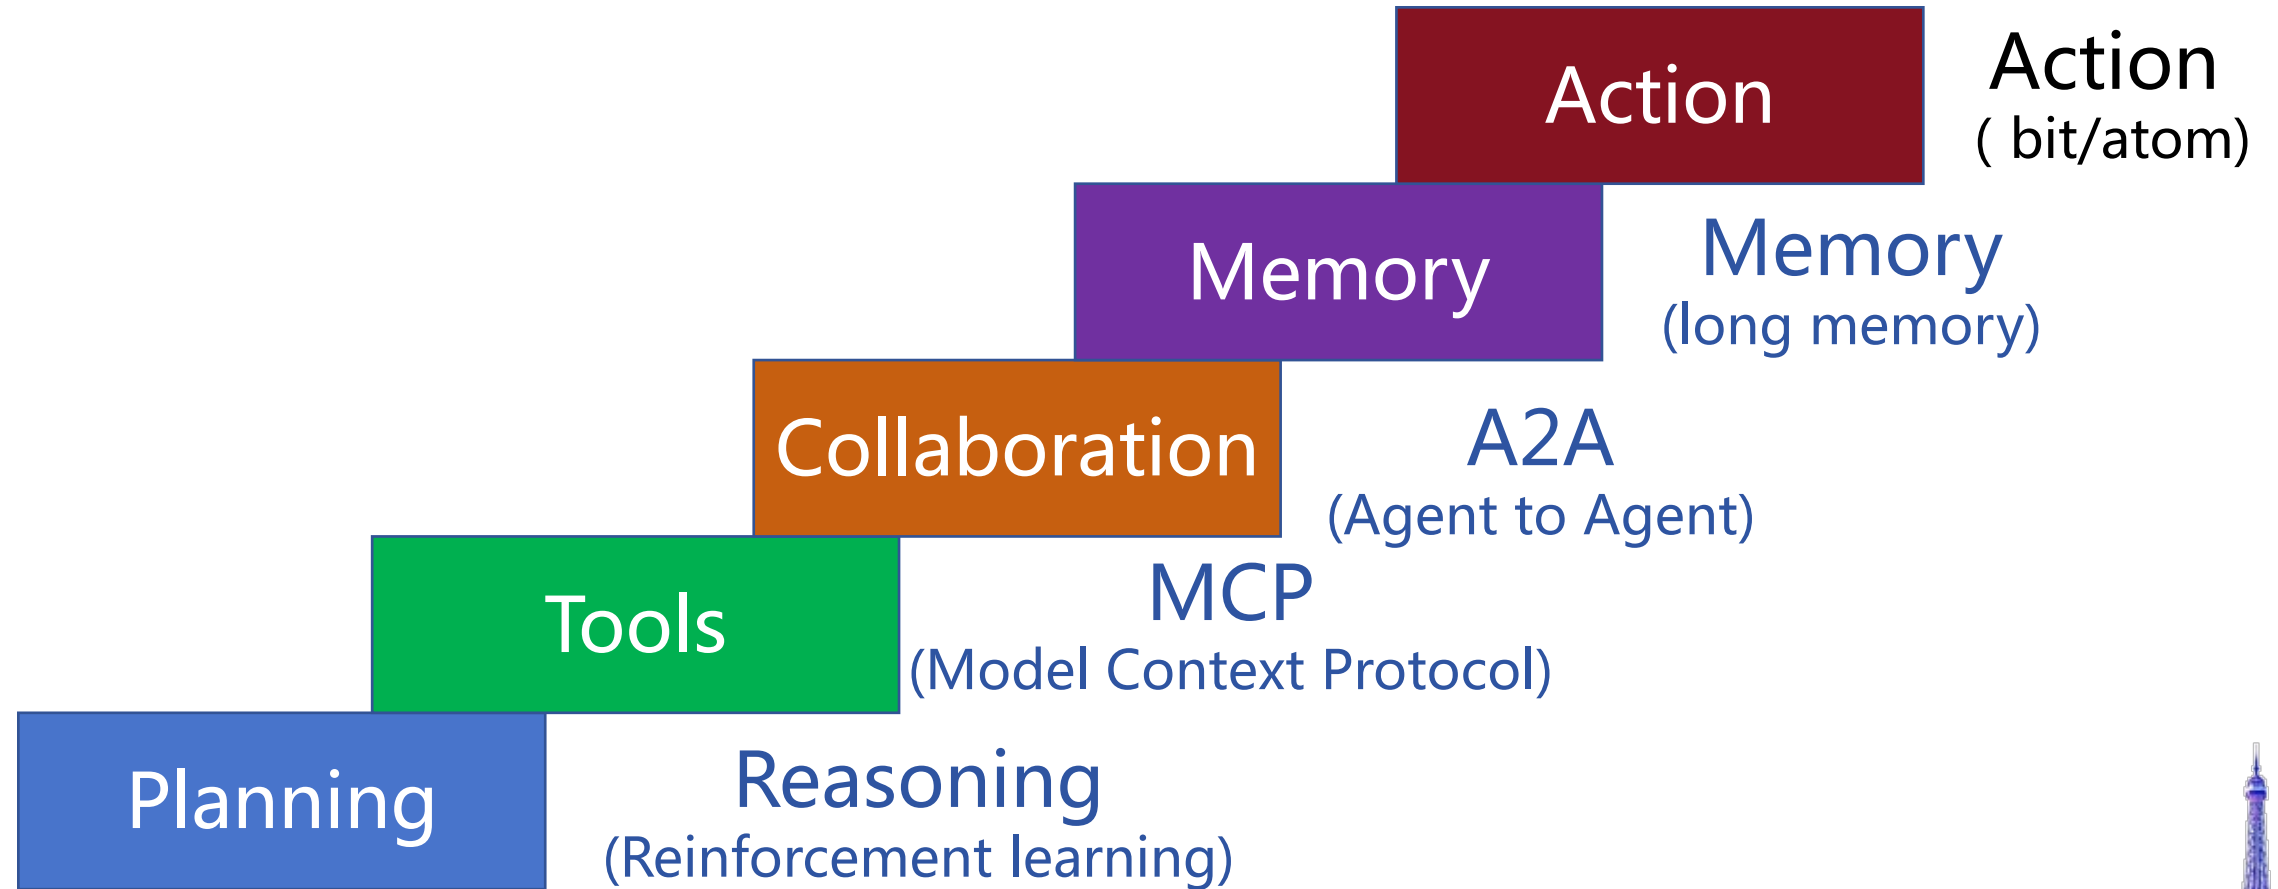 Action
Action
( bit/atom)
Memory
Memory
(long memory)
Collaboration
A2A
(Agent to Agent)
Tools
MCP
(Model Context Protocol)
Planning
Reasoning
(Reinforcement learning)